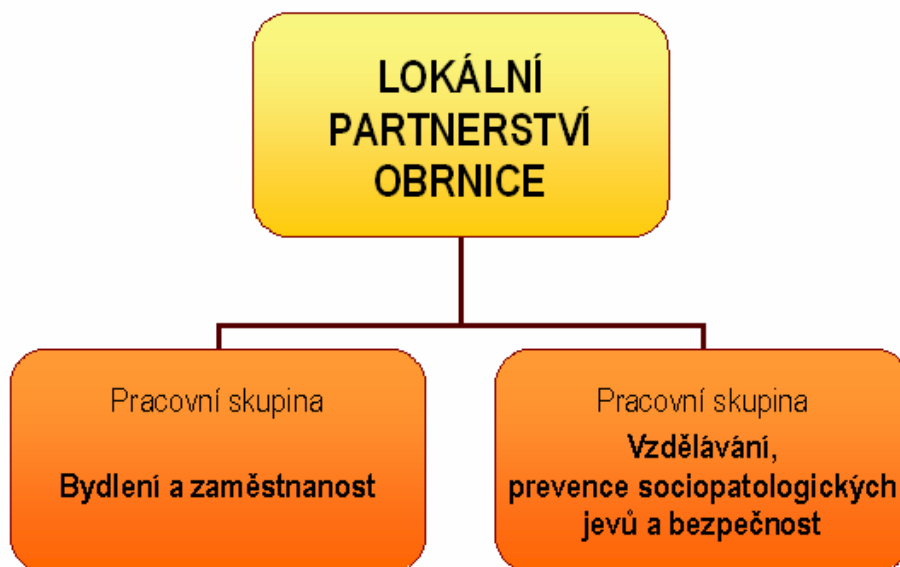 LOKÁLNÍ
PARTNERSTVÍ
OBRNICE
Pracovní skupina
Bydlení a zaměstnanost
Pracovní skupina
Vzdělávání,
prevence sociopatologických
jevů a bezpečnost